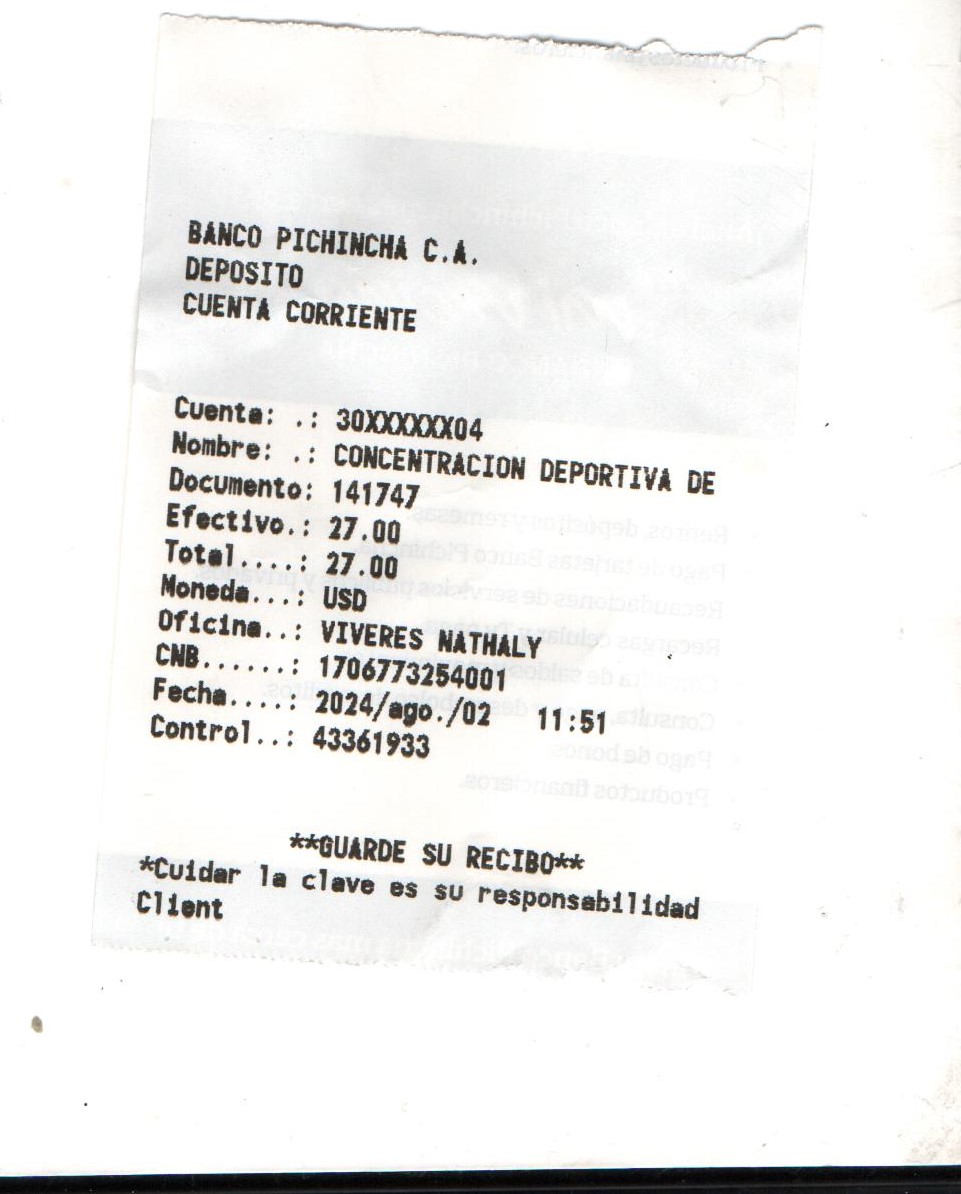 BANCO PICHINCHA C.A.
DEPOSITO
CUENTA CORRIENTE
Cuenta: .: 30XXXXXX04
Nombre: .: CONCENTRACION DEPORTIVA DE
Documento: 141747
Efectivo.: 27.00
Total....: 27.00
Moneda...: USD
Oficina..: VIVERES NATHALY
CNB......: 1706773254001
Fecha....: 2024/ago./02 11:51
Control..: 43361933
**GUARDE SU RECIBO**
*Cuidar la clave es su responsabilidad
Client